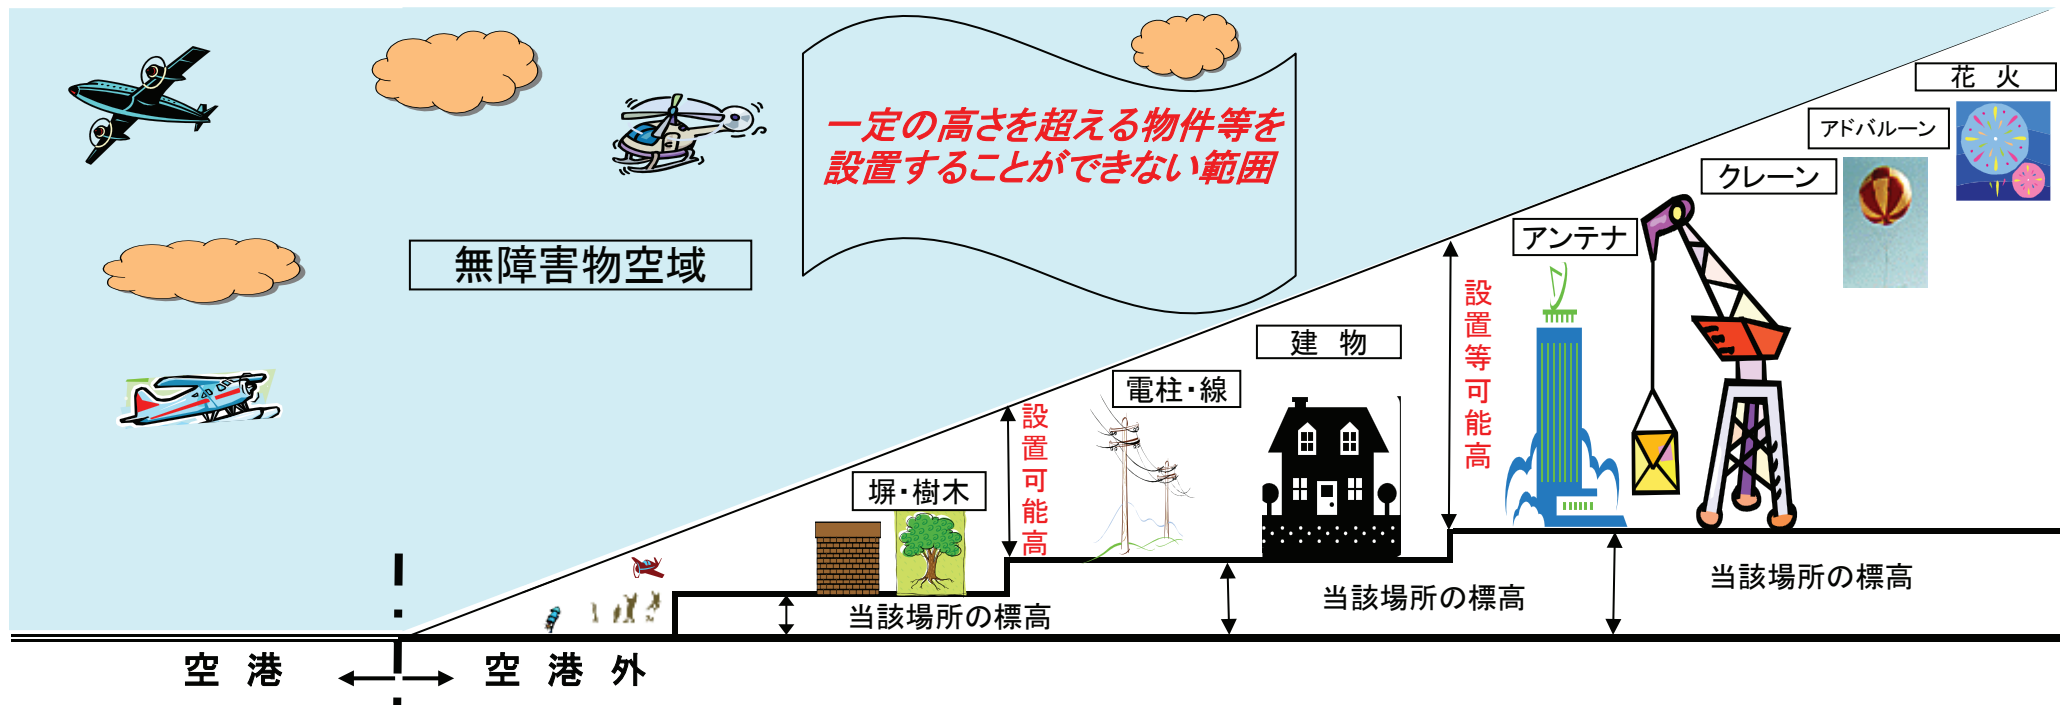 一定の高さを超える物件等を
設置することができない範囲
無障害物空域
花　火
アドバルーン
クレーン
アンテナ
建　物
電柱・線
塀・樹木
設置可能高
設置等可能高
当該場所の標高
当該場所の標高
当該場所の標高
空　港
空　港　外